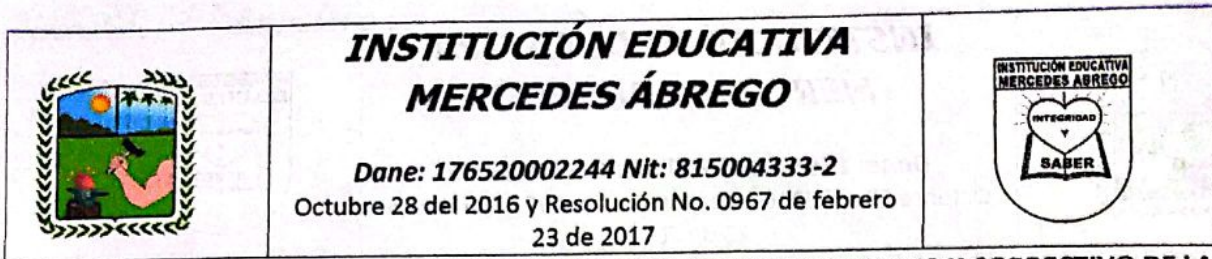 INSTITUCIÓN EDUCATIVA
MERCEDES ÁBREGO
Dane: 176520002244 Nit: 815004333-2
Octubre 28 del 2016 y Resolución No. 0967 de febrero
23 de 2017
INSTITUCIÓN EDUCATIVA
MERCEDES ABREGO
INTEGRIDAD
Y
SABER